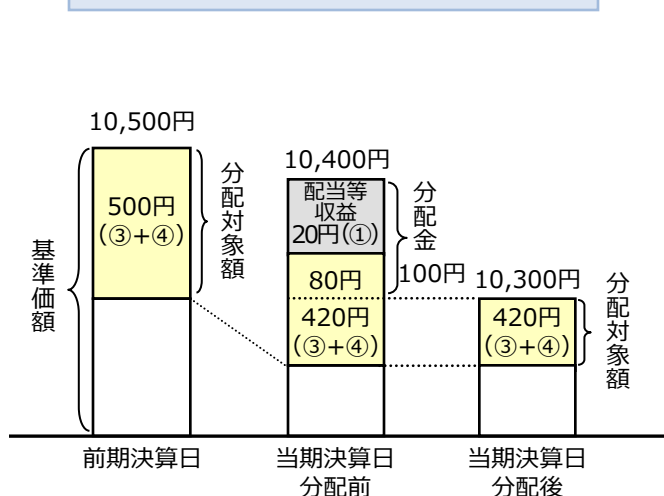 10,500円
500円
(③+④)
分配対象額
基準価額
10,400円
配当等
収益
20円(①)
80円
420円
(③+④)
分配金
100円
10,300円
420円
(③+④)
分配対象額
前期決算日
当期決算日
分配前
当期決算日
分配後